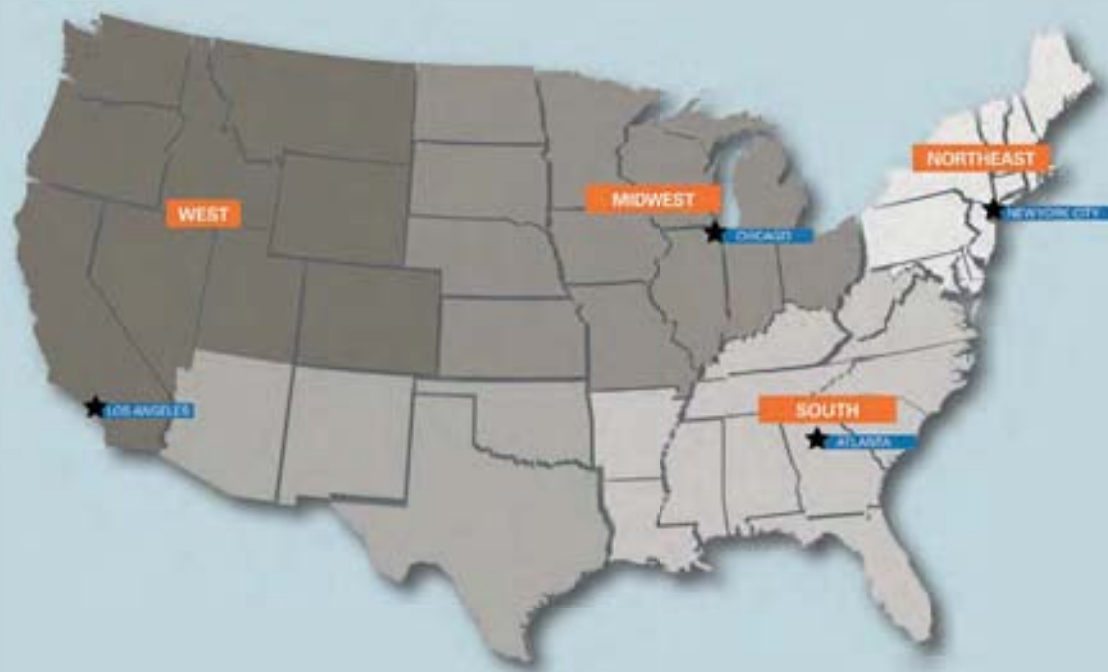 NORTHEAST
WEST
MIDWEST
NEW YORK CITY
CHICAGO
LOS ANGELES
SOUTH
ATLANTA